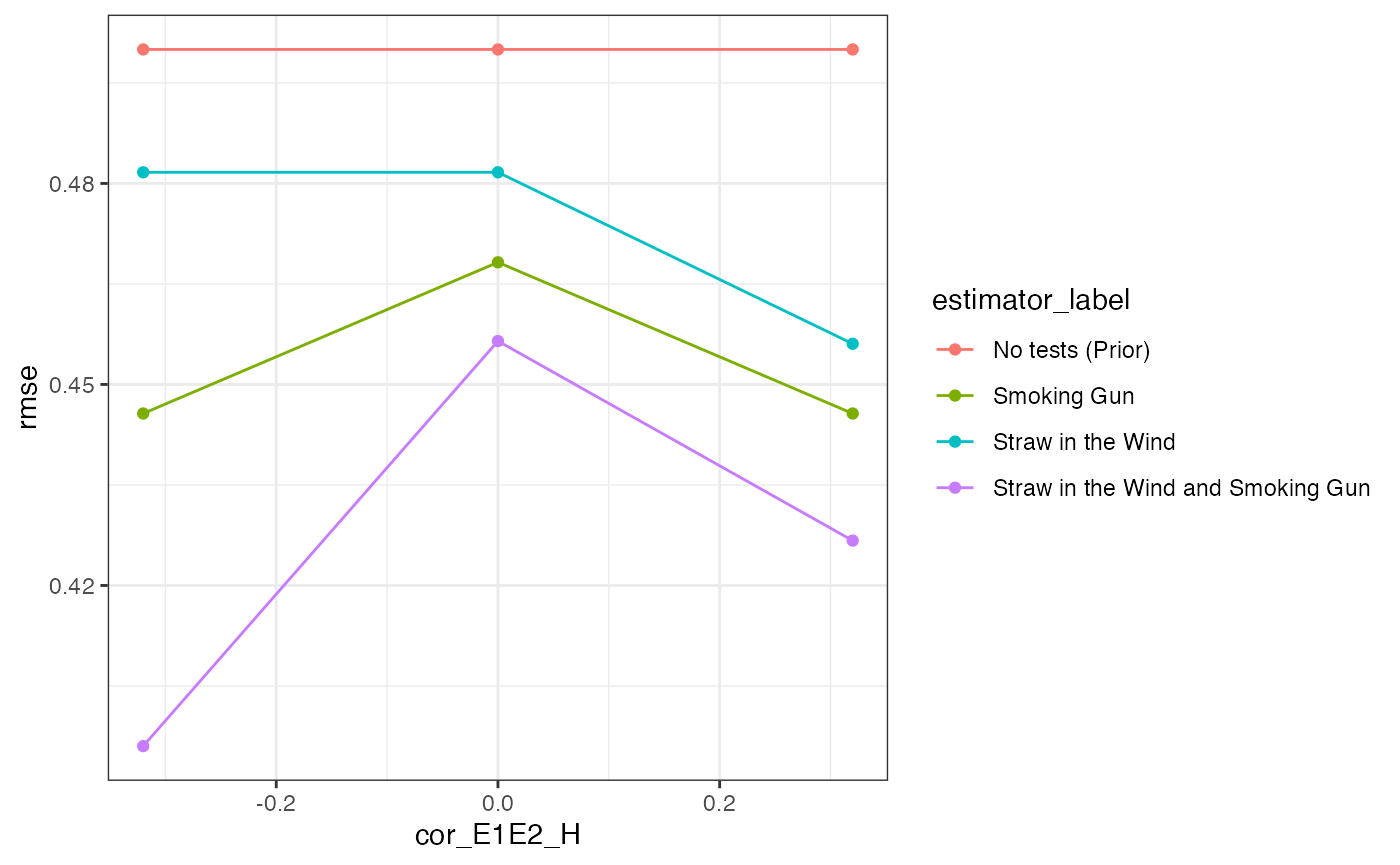 rmse
0.48
0.45
0.42
-0.2
0.0
0.2
cor_E1E2_H
estimator_label
No tests (Prior)
Smoking Gun
Straw in the Wind
Straw in the Wind and Smoking Gun